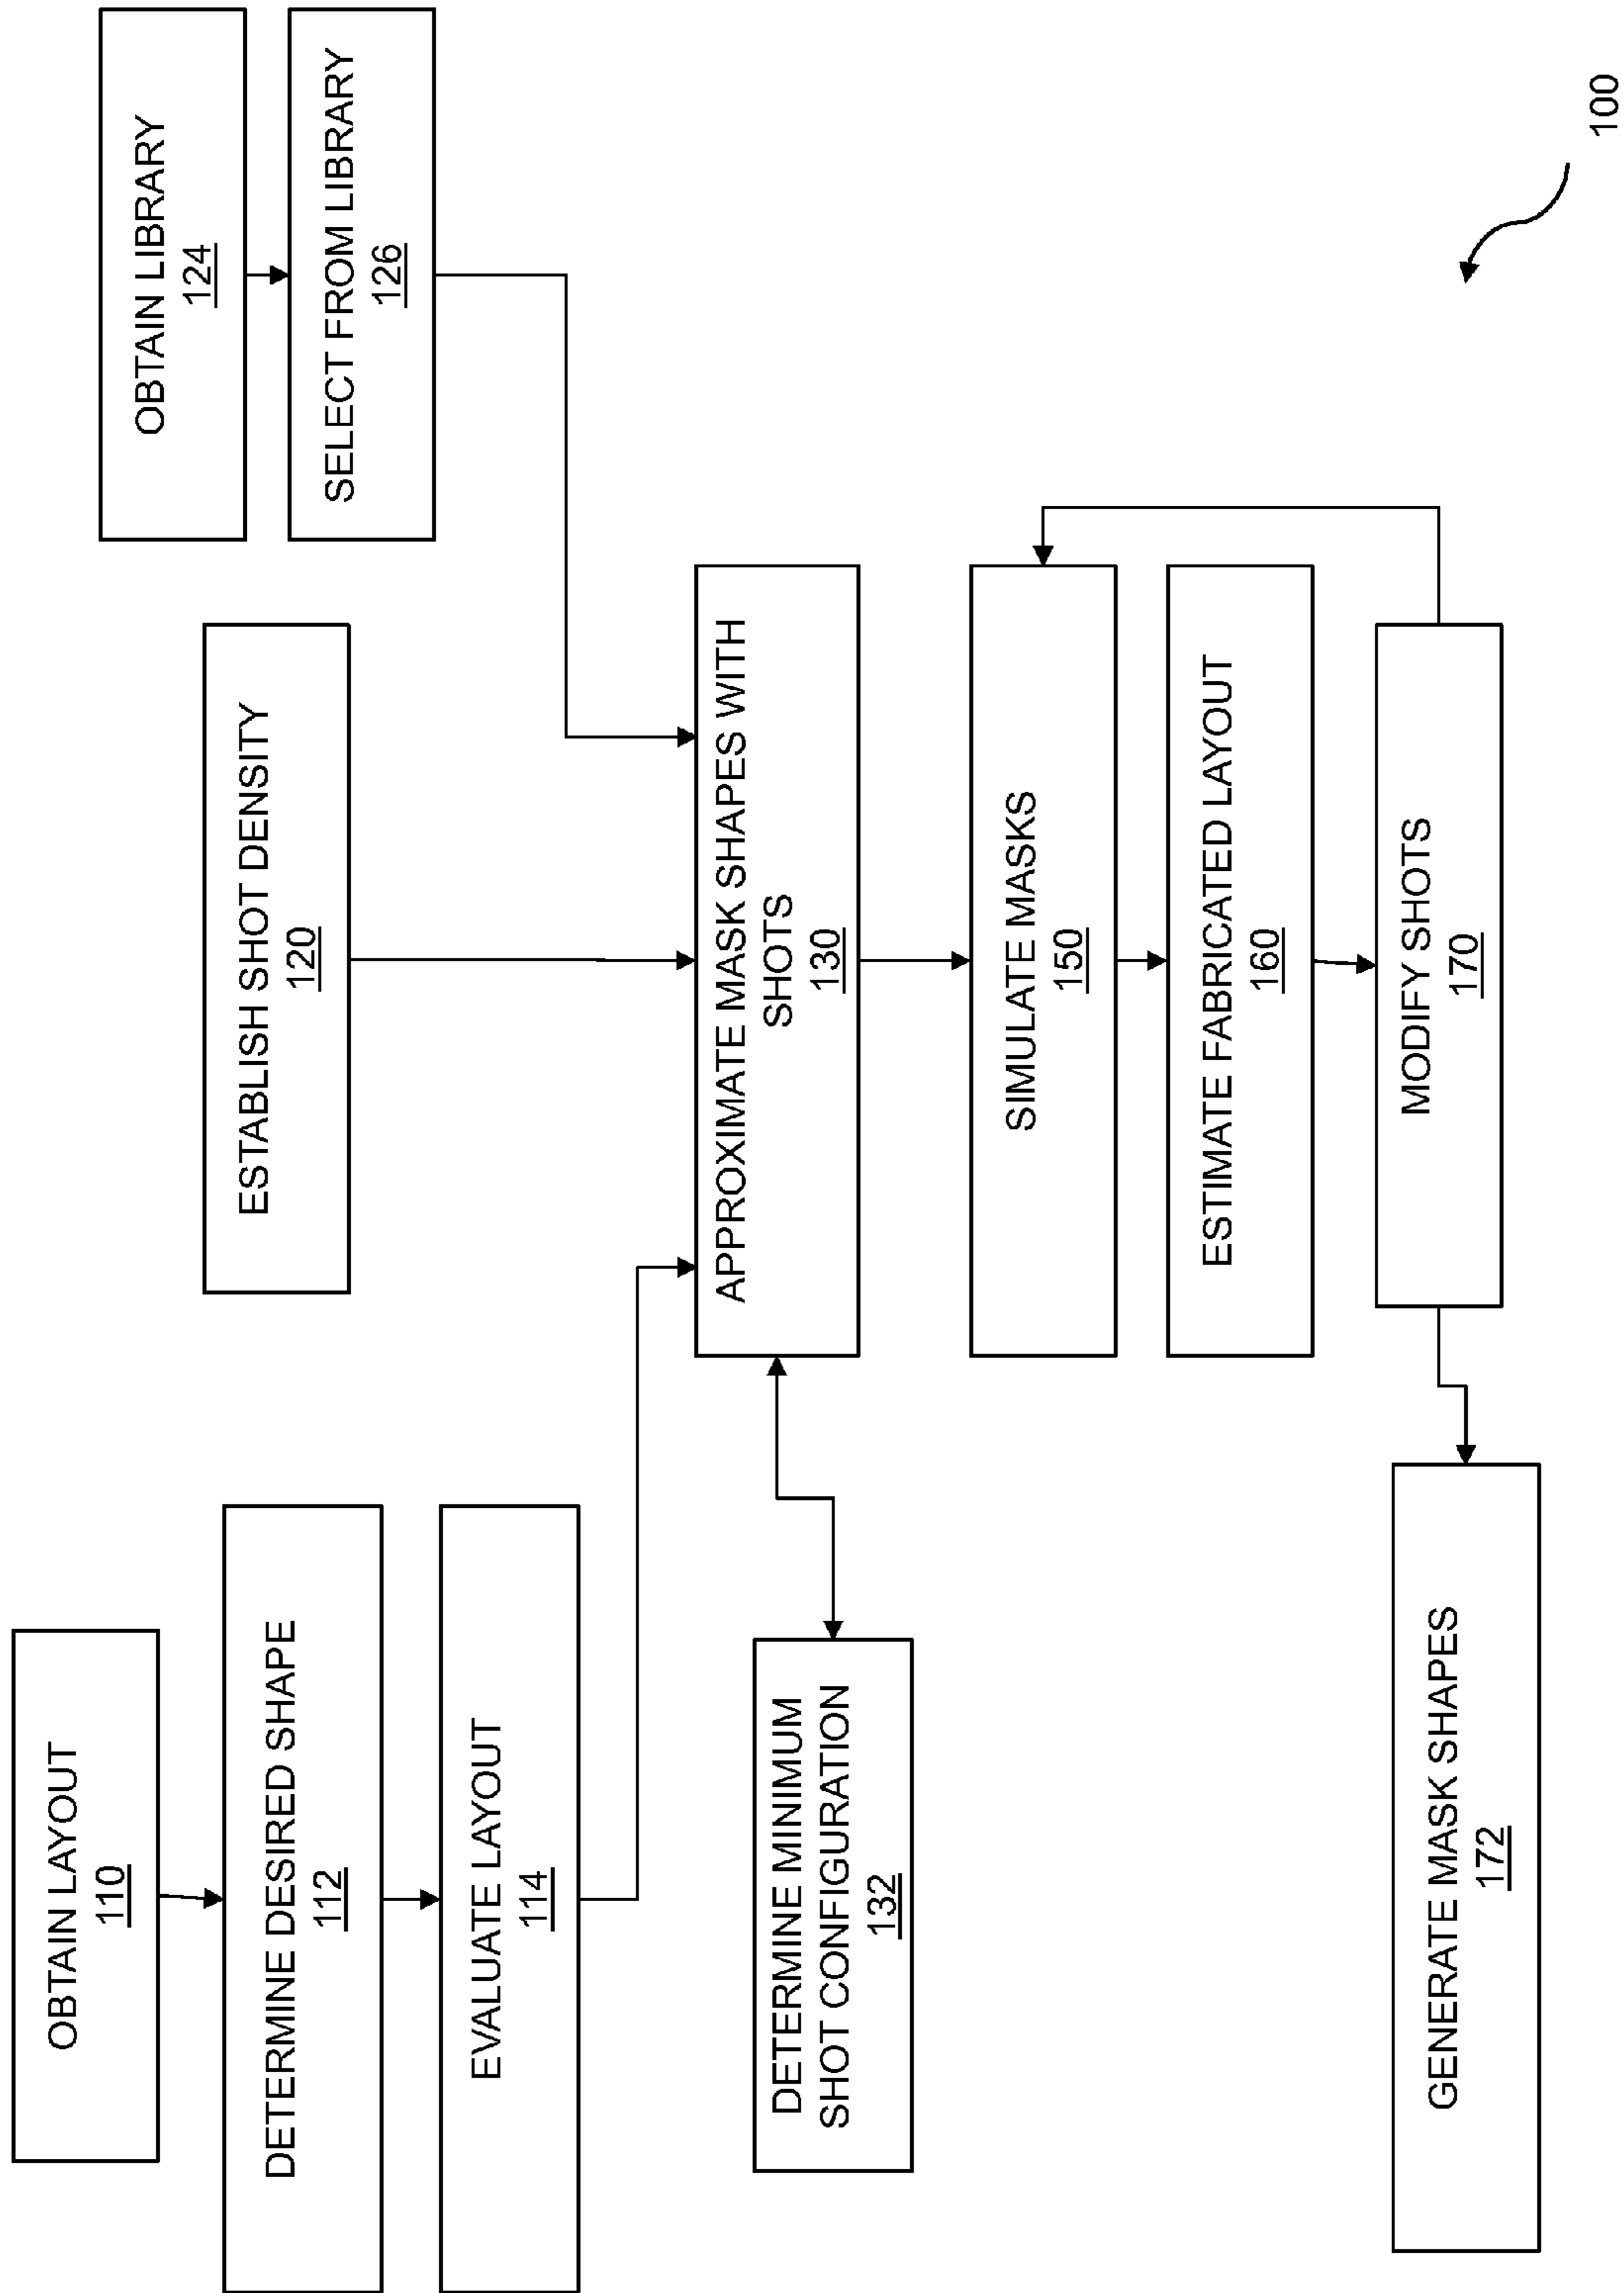 OBTAIN LAYOUT
110
DETERMINE DESIRED SHAPE
112
EVALUATE LAYOUT
114
ESTABLISH SHOT DENSITY
120
OBTAIN LIBRARY
124
SELECT FROM LIBRARY
126
APPROXIMATE MASK SHAPES WITH
SHOTS
130
DETERMINE MINIMUM
SHOT CONFIGURATION
132
SIMULATE MASKS
150
ESTIMATE FABRICATED LAYOUT
160
MODIFY SHOTS
170
GENERATE MASK SHAPES
172
100